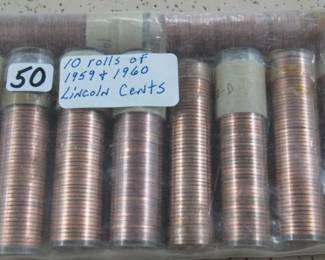 50
10 rolls of
1959 & 1960
Lincoln Cents
-D